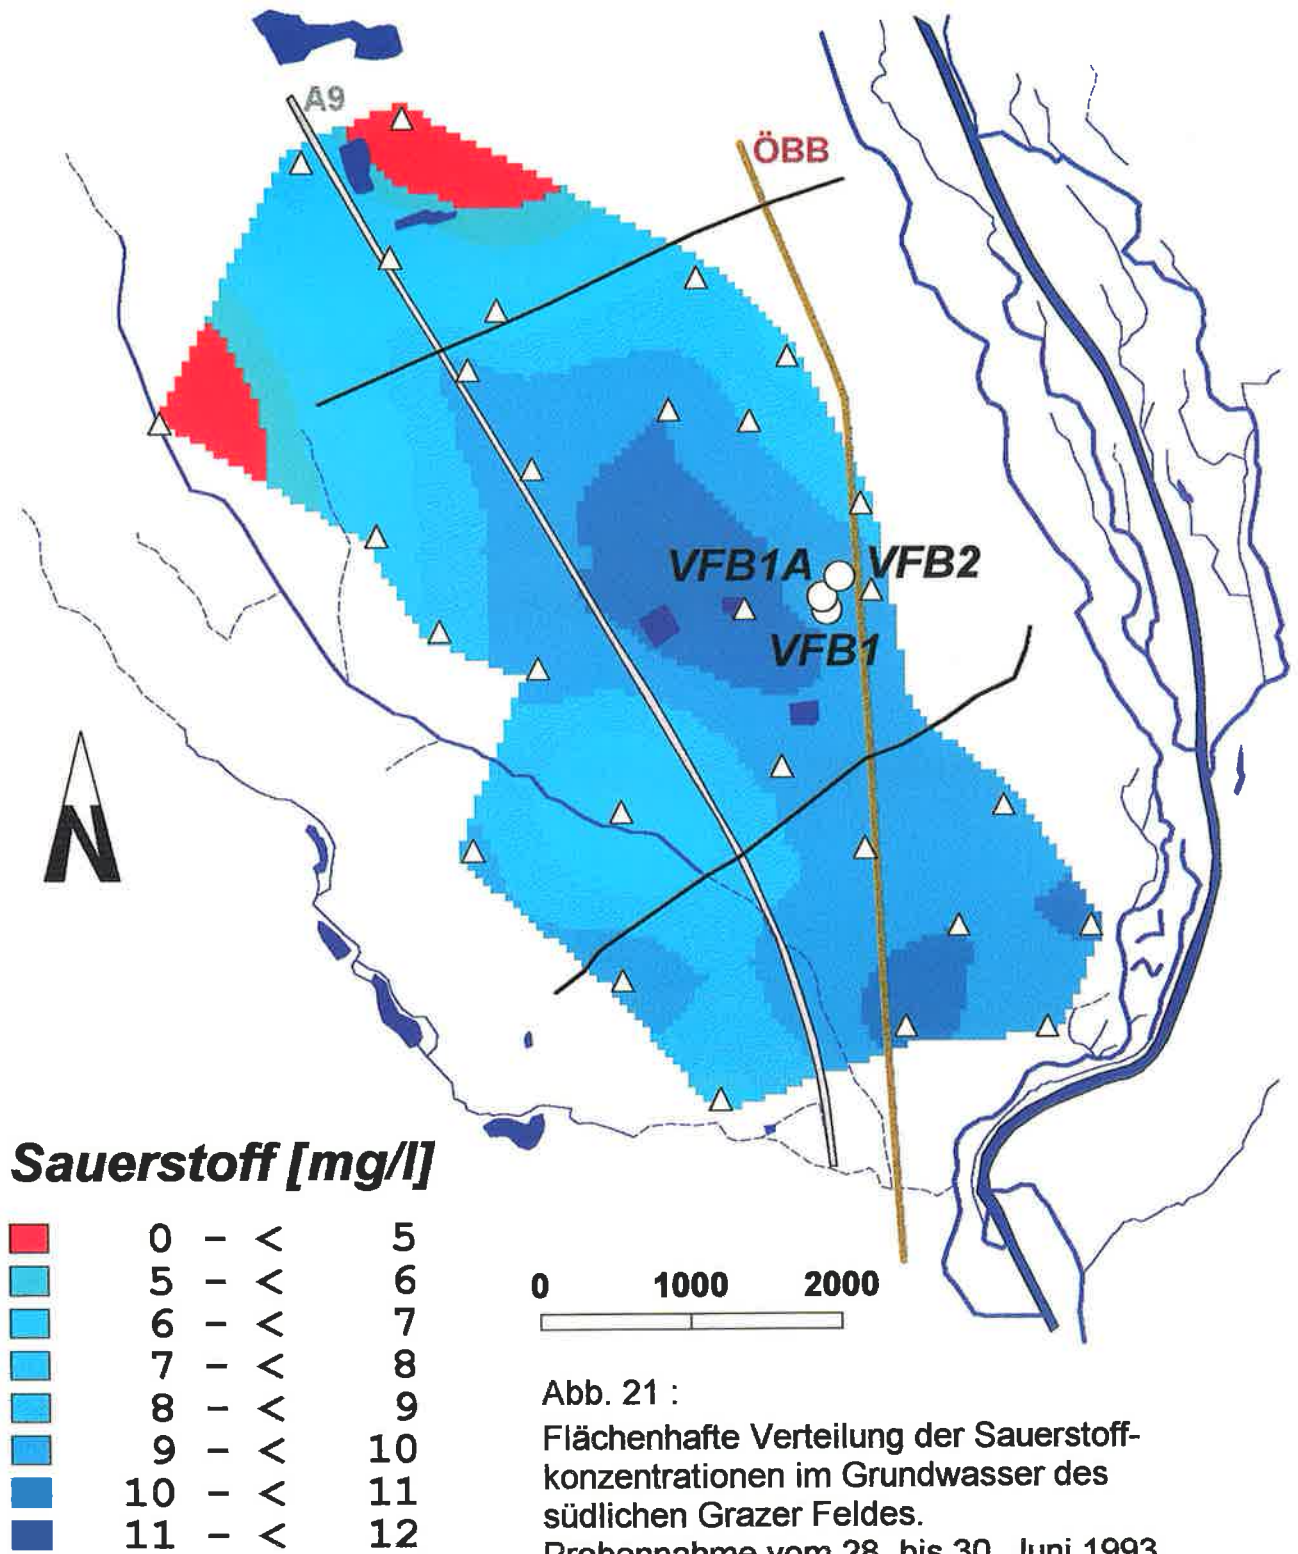 A9
ÖBB
VFB1A
VFB2
VFB1
N
Sauerstoff [mg/l]
0 - < 5
5 - < 6
6 - < 7
7 - < 8
8 - < 9
9 - < 10
10 - < 11
11 - < 12
0 1000 2000
Abb. 21 :
Flächenhafte Verteilung der Sauerstoff-
konzentrationen im Grundwasser des
südlichen Grazer Feldes.
Probennahme vom 28. bis 30. Juni 1993